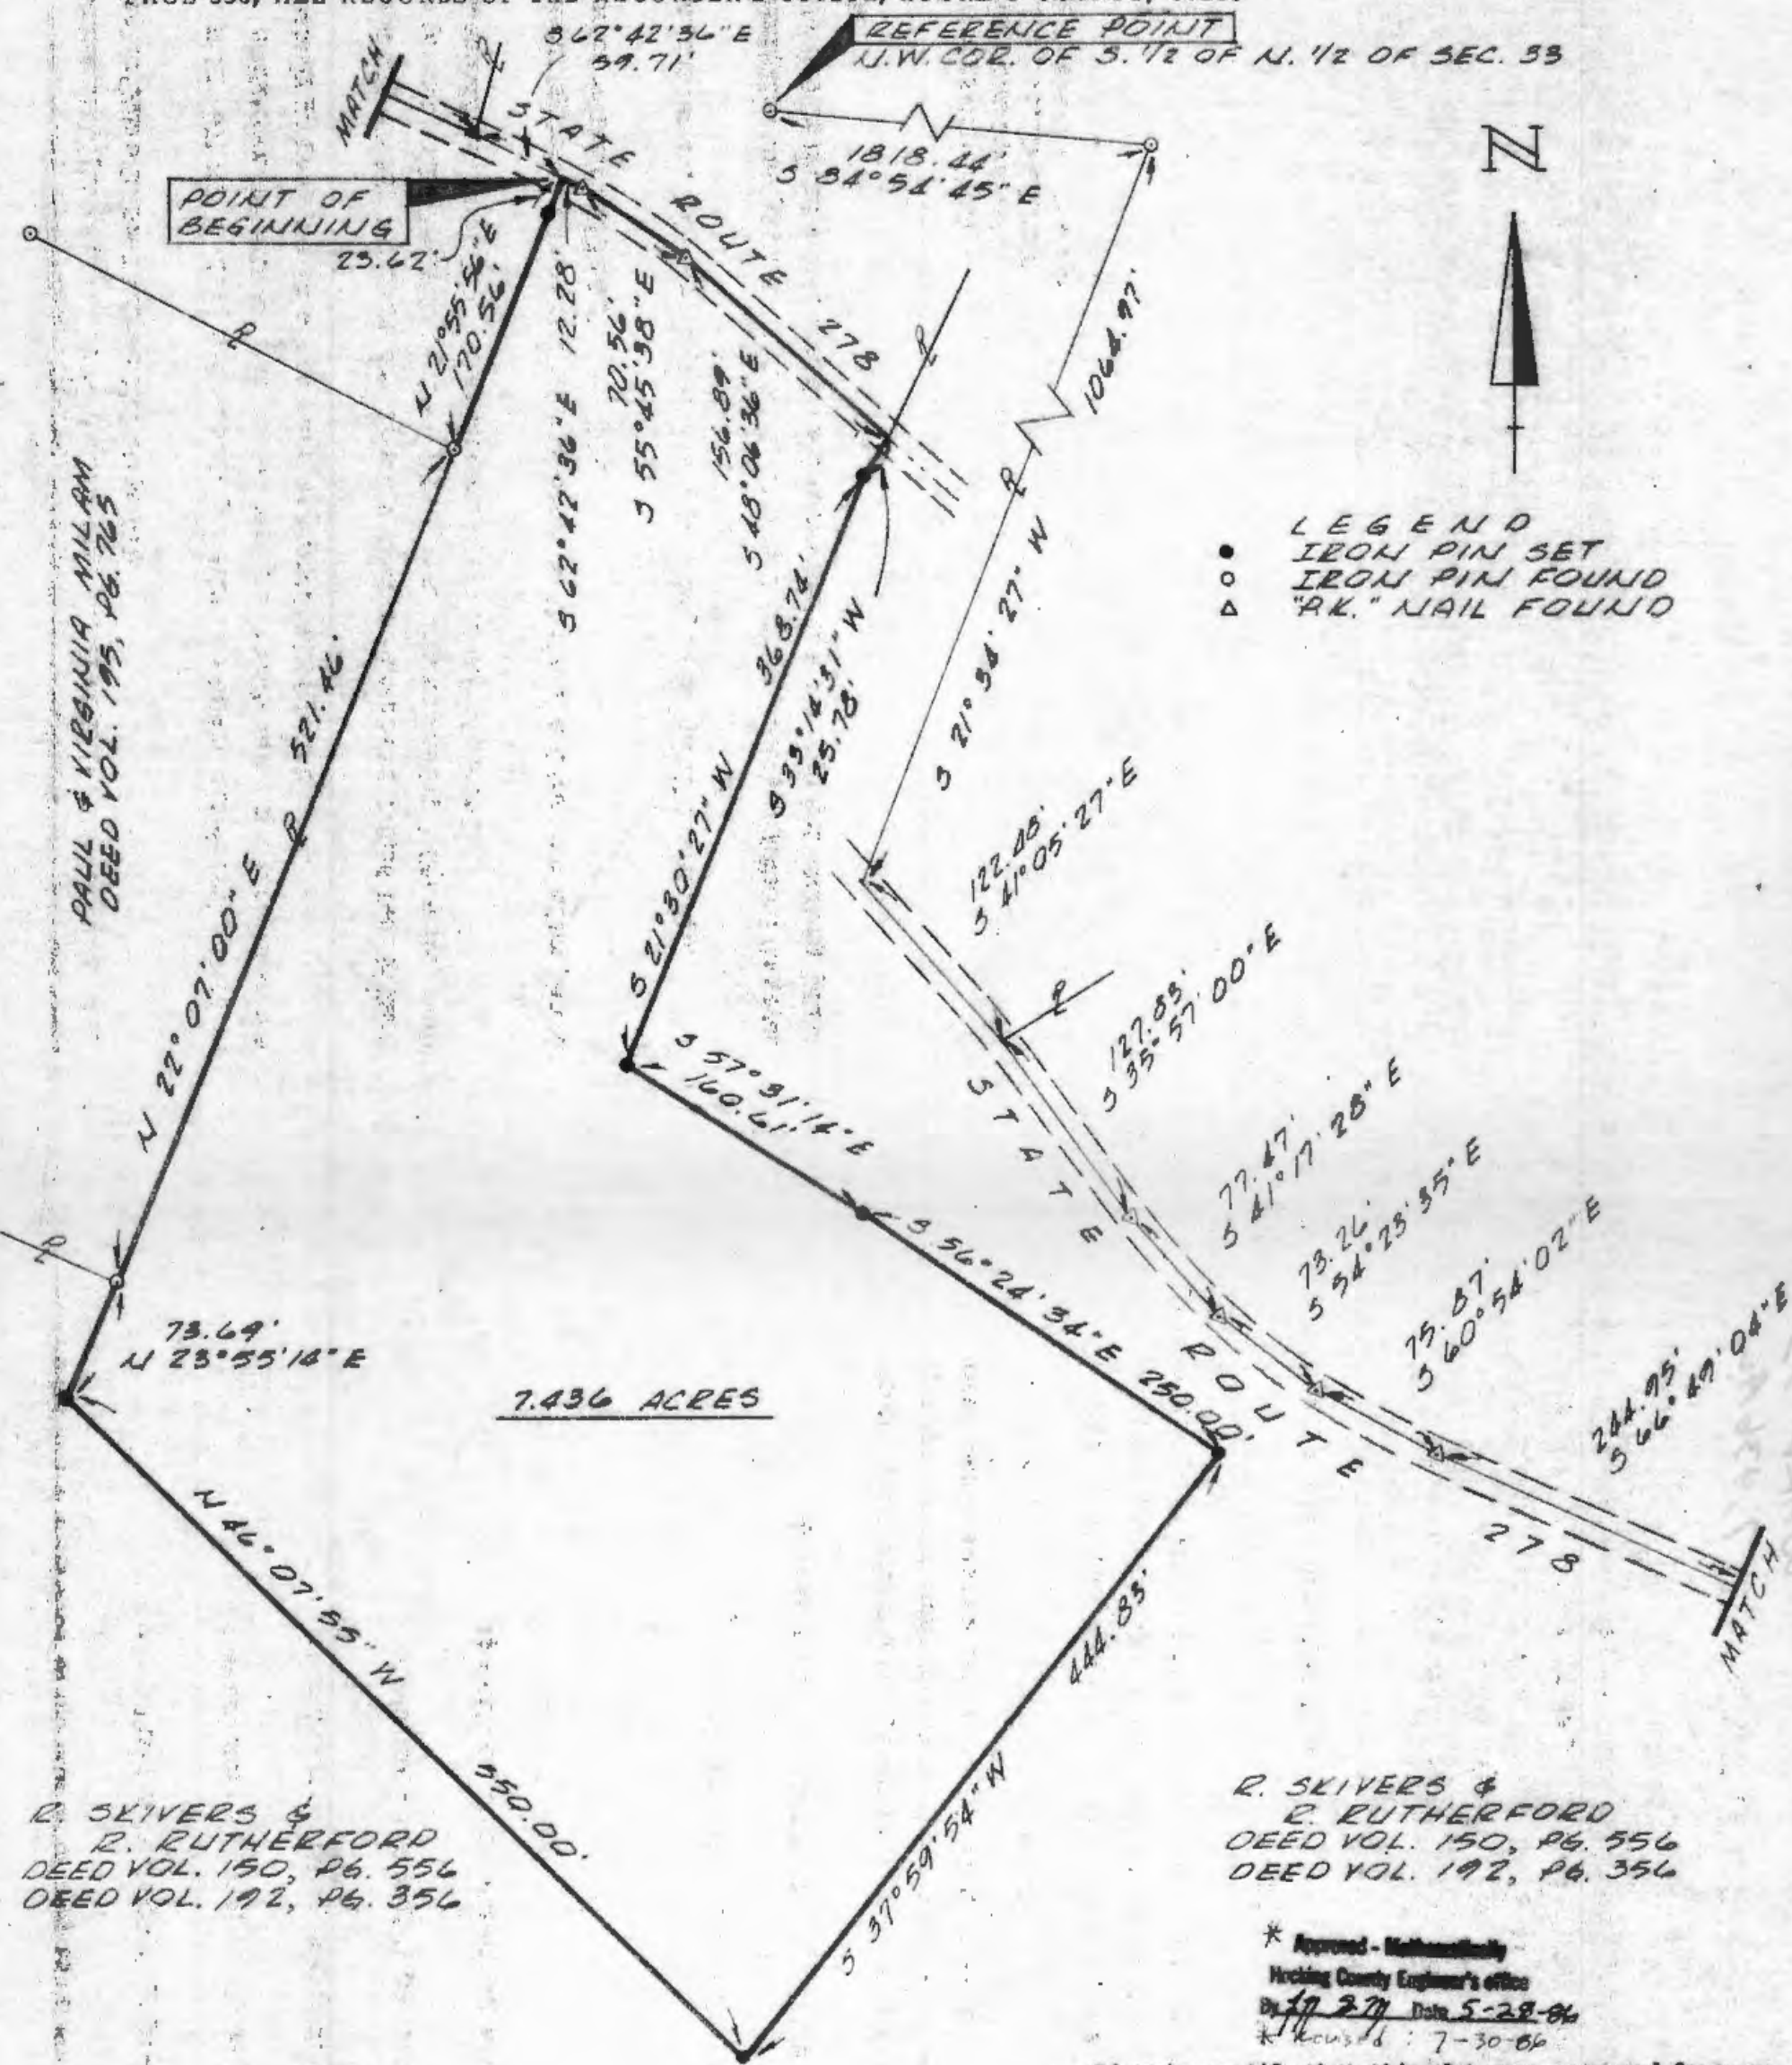 S 62°42'36" E
39.71'
REFERENCE POINT
N.W. COR. OF S. 1/2 OF N. 1/2 OF SEC. 33
MATCH
STATE ROUTE 278
1818.44'
S 84°54'45" E
N
POINT OF
BEGINNING
23.62'
N 21°55'56" E
170.56'
S 62°42'36" E 12.28'
70.56'
S 55°45'38" E
156.89'
S 48°06'36" E
1064.97'
S 21°34'27" W
PAUL & VIRGINIA MILAM
DEED VOL. 195, PG. 765
LEGEND
IRON PIN SET
IRON PIN FOUND
"P.K." NAIL FOUND
521.46'
N 22°07'00" E
368.74'
S 21°30'27" W
S 33°14'31" W
25.78'
122.48'
S 41°05'27" E
127.83'
S 35°57'00" E
77.47'
S 41°17'28" E
73.26'
S 54°23'35" E
75.87'
S 60°54'02" E
244.95'
S 66°49'04" E
STATE ROUTE 278
MATCH
S 57°31'14" E
160.61'
S 56°24'34" E 250.00'
73.69'
N 23°55'14" E
7.436 ACRES
N 46°07'55" W
550.00'
444.83'
S 37°59'54" W
R. SKIVERS &
R. RUTHERFORD
DEED VOL. 150, PG. 556
DEED VOL. 192, PG. 356
R. SKIVERS &
R. RUTHERFORD
DEED VOL. 150, PG. 556
DEED VOL. 192, PG. 356
* Approved - Mathematically
Hocking County Engineer's office
By Date 5-28-86
* Revised : 7-30-86